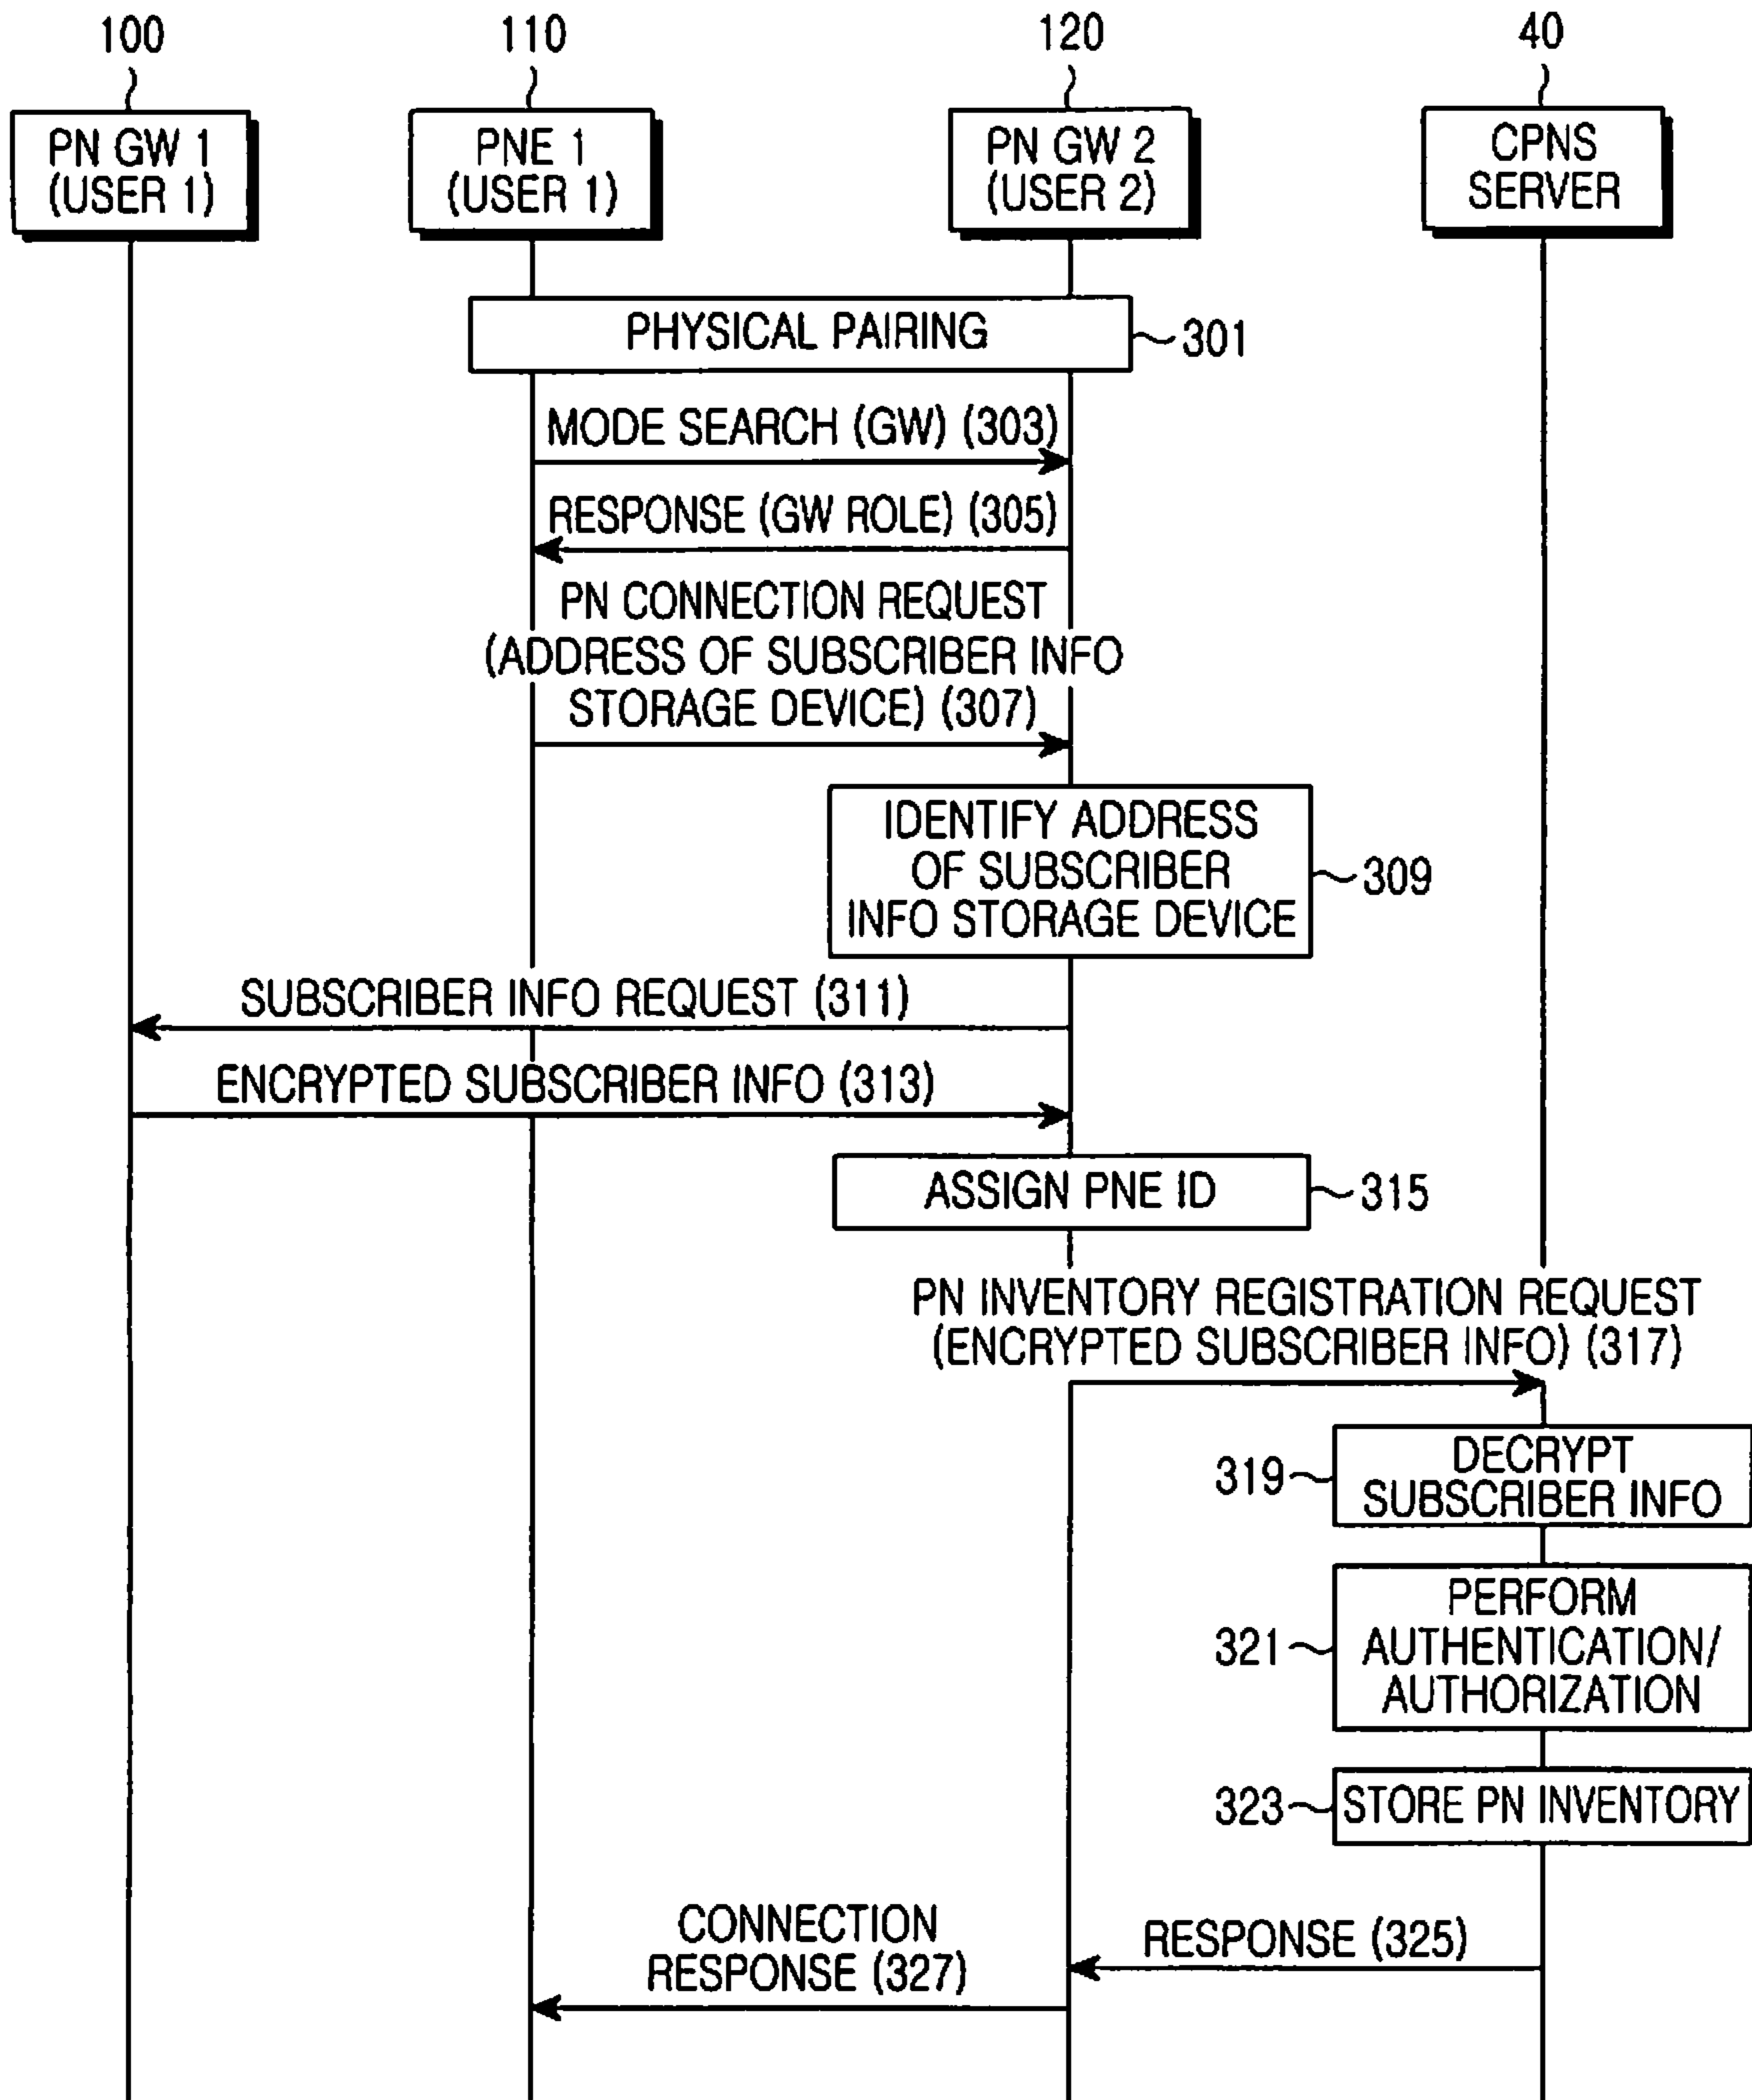 100
110
120
40
PN GW 1
(USER 1)
PNE 1
(USER 1)
PN GW 2
(USER 2)
CPNS
SERVER
PHYSICAL PAIRING
301
MODE SEARCH (GW) (303)
RESPONSE (GW ROLE) (305)
PN CONNECTION REQUEST
(ADDRESS OF SUBSCRIBER INFO
STORAGE DEVICE) (307)
IDENTIFY ADDRESS
OF SUBSCRIBER
INFO STORAGE DEVICE
309
SUBSCRIBER INFO REQUEST (311)
ENCRYPTED SUBSCRIBER INFO (313)
ASSIGN PNE ID
315
PN INVENTORY REGISTRATION REQUEST
(ENCRYPTED SUBSCRIBER INFO) (317)
319
DECRYPT
SUBSCRIBER INFO
321
PERFORM
AUTHENTICATION/
AUTHORIZATION
323
STORE PN INVENTORY
RESPONSE (325)
CONNECTION
RESPONSE (327)